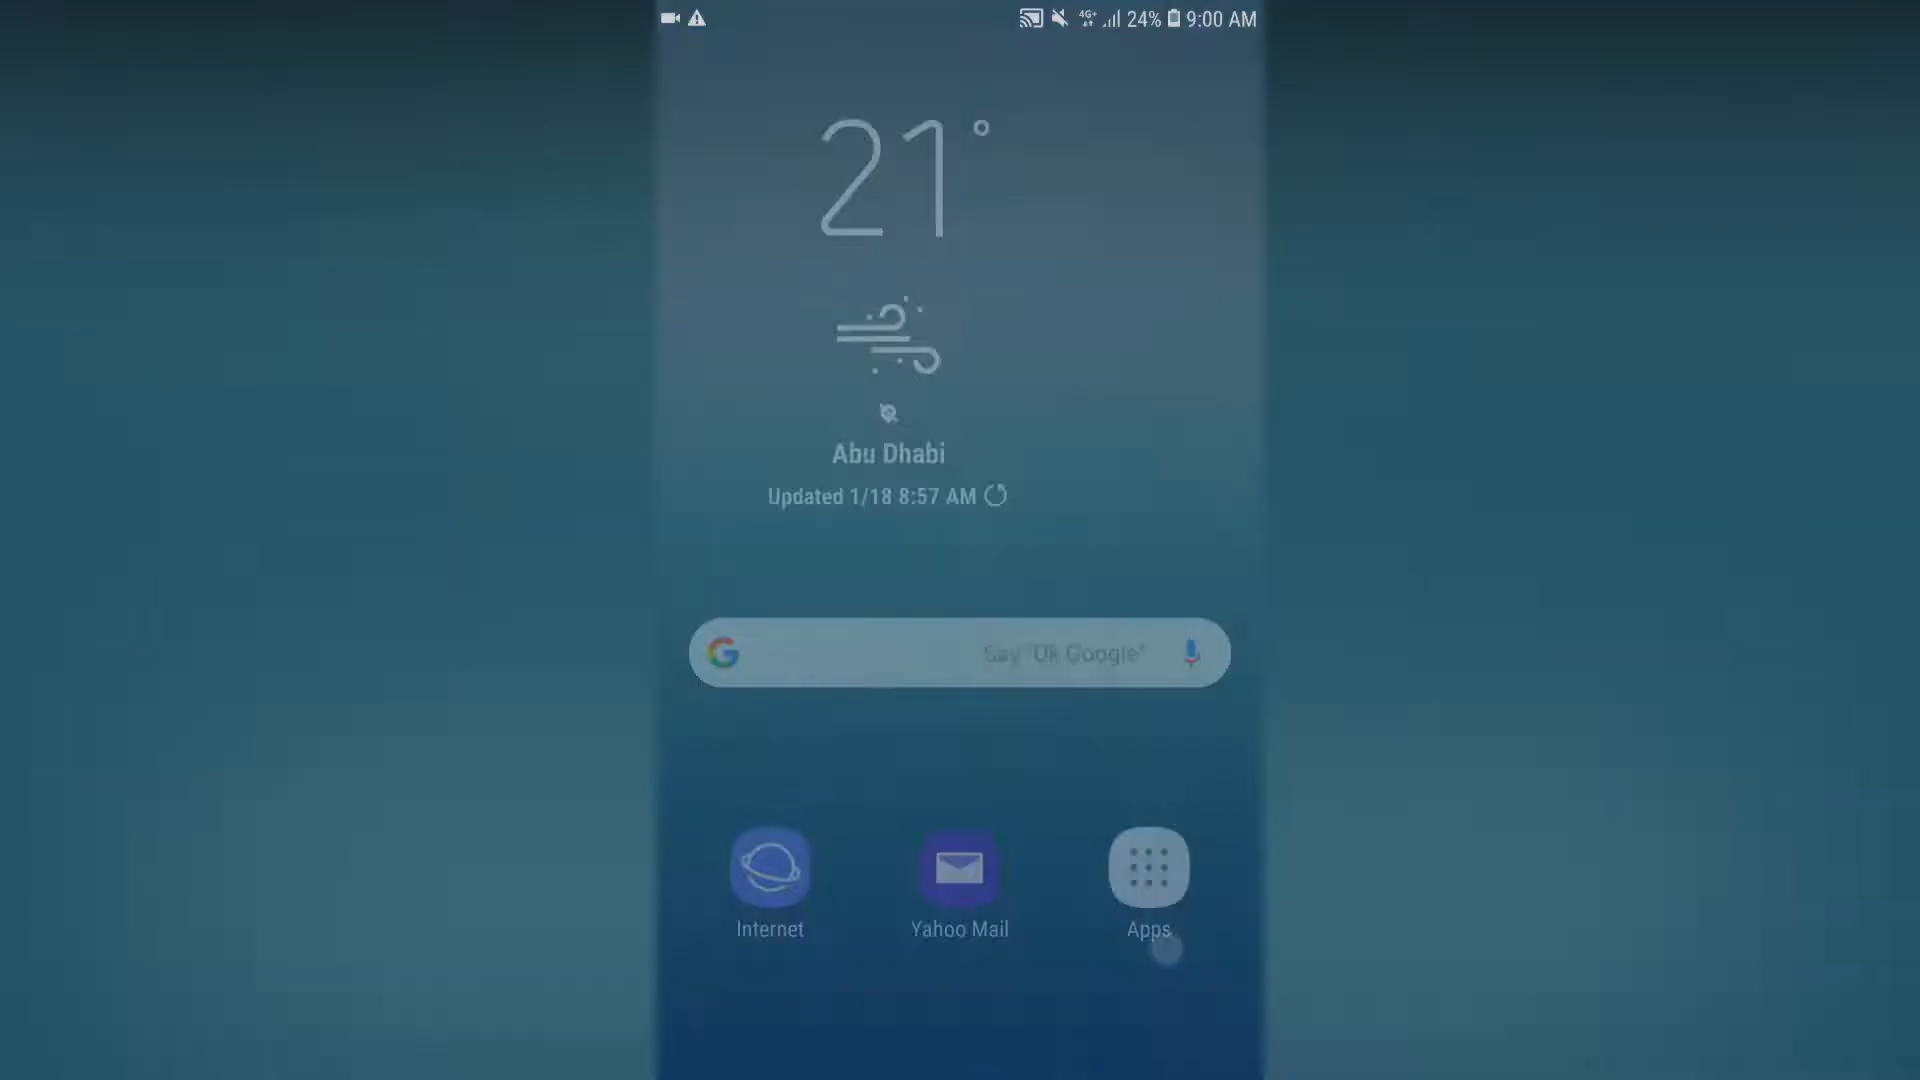 4G+ 24% 9:00 AM
21°
Abu Dhabi
Updated 1/18 8:57 AM
G Say "Ok Google"
Internet Yahoo Mail Apps